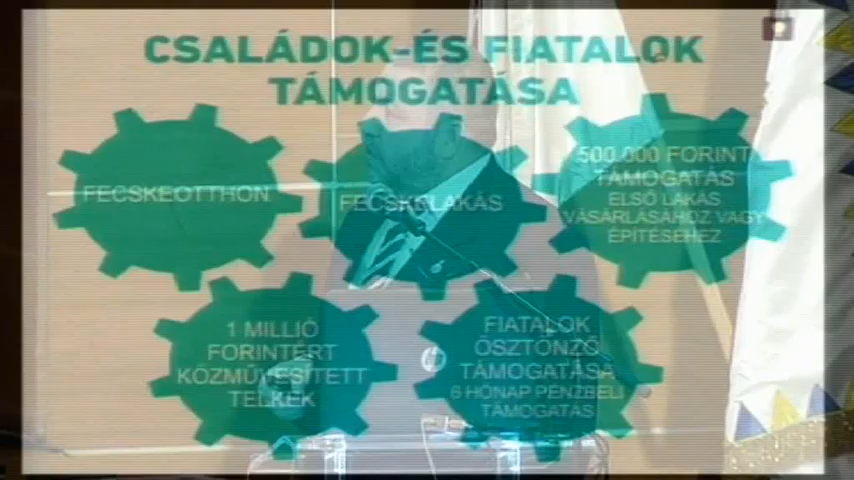 CSALÁDOK-ÉS FIATALOK
TÁMOGATÁSA
FECSKEOTTHON
FECSKELAKÁS
500.000 FORINT
TÁMOGATÁS
ELSŐ LAKÁS
VÁSÁRLÁSÁHOZ VAGY
ÉPÍTÉSÉHEZ
1 MILLIÓ
FORINTÉRT
KÖZMŰVESÍTETT
TELKEK
FIATALOK
ÖSZTÖNZŐ
TÁMOGATÁSA
6 HÓNAP PÉNZBELI
TÁMOGATÁS